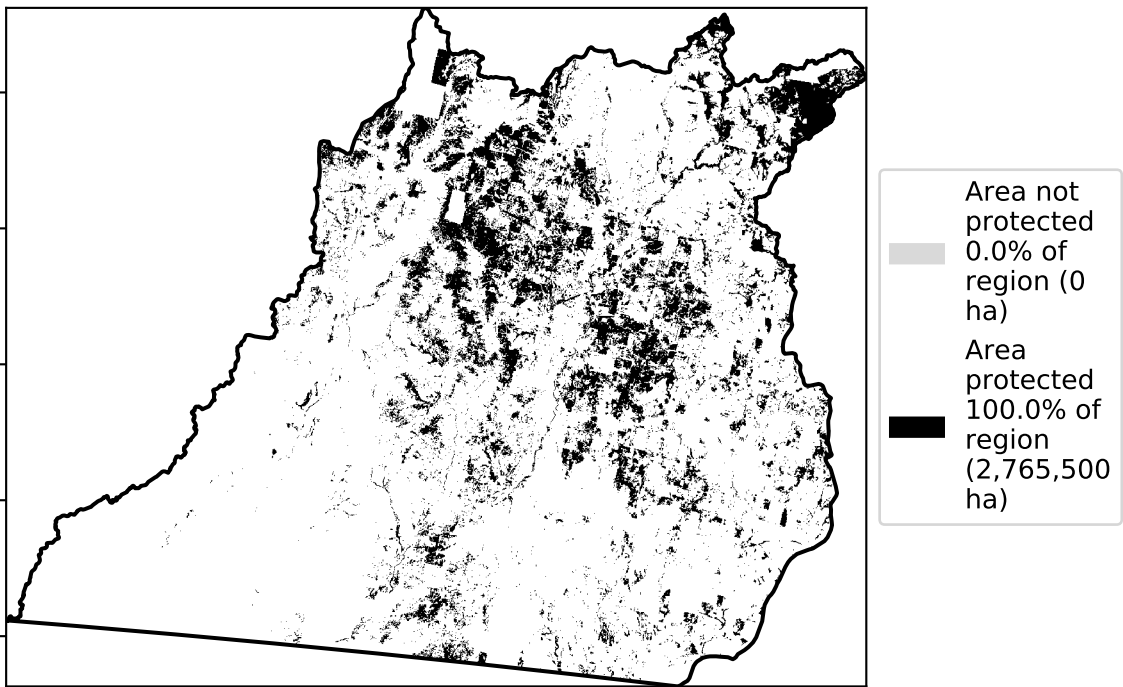 Area not
protected
0.0% of
region (0
ha)
Area
protected
100.0% of
region
(2,765,500
ha)